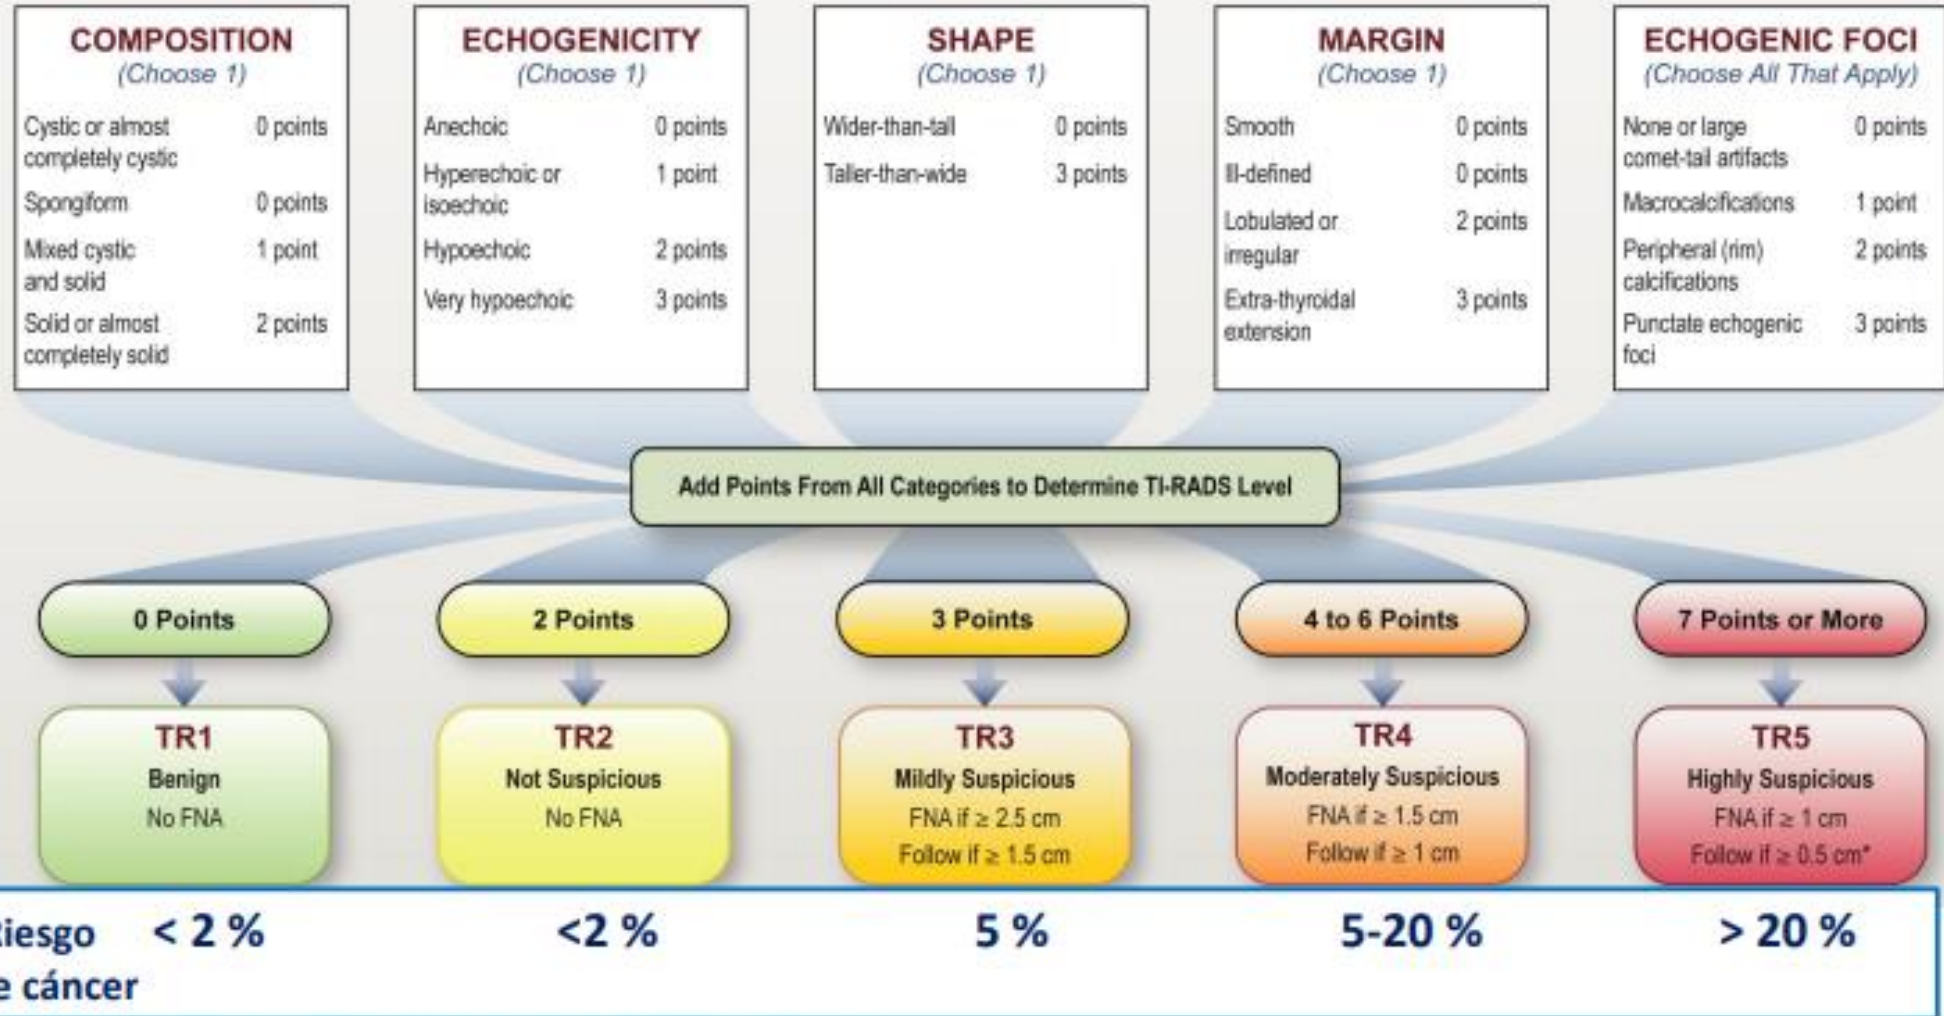 COMPOSITION
(Choose 1)
Cystic or almost 0 points
completely cystic
Spongiform 0 points
Mixed cystic 1 point
and solid
Solid or almost 2 points
completely solid
ECHOGENICITY
(Choose 1)
Anechoic 0 points
Hyperechoic or 1 point
isoechoic
Hypoechoic 2 points
Very hypoechoic 3 points
SHAPE
(Choose 1)
Wider-than-tall 0 points
Taller-than-wide 3 points
MARGIN
(Choose 1)
Smooth 0 points
Ill-defined 0 points
Lobulated or 2 points
irregular
Extra-thyroidal 3 points
extension
ECHOGENIC FOCI
(Choose All That Apply)
None or large 0 points
comet-tail artifacts
Macrocalcifications 1 point
Peripheral (rim) 2 points
calcifications
Punctate echogenic 3 points
foci
Add Points From All Categories to Determine TI-RADS Level
0 Points
2 Points
3 Points
4 to 6 Points
7 Points or More
TR1
Benign
No FNA
TR2
Not Suspicious
No FNA
TR3
Mildly Suspicious
FNA if ≥ 2.5 cm
Follow if ≥ 1.5 cm
TR4
Moderately Suspicious
FNA if ≥ 1.5 cm
Follow if ≥ 1 cm
TR5
Highly Suspicious
FNA if ≥ 1 cm
Follow if ≥ 0.5 cm*
iesgo < 2 % <2 % 5 % 5-20 % > 20 %
e cáncer